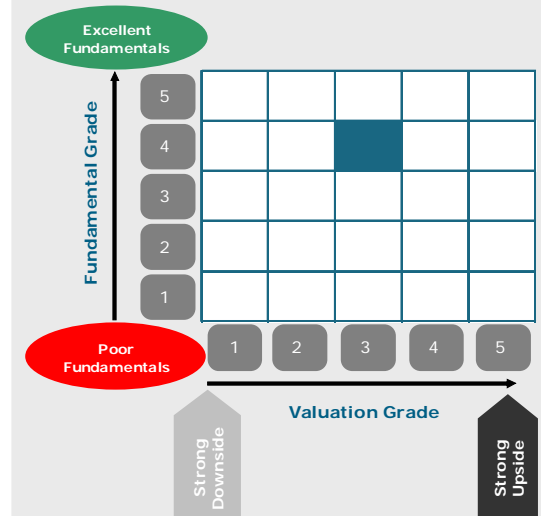 Excellent
Fundamentals
Fundamental Grade
5
4
3
2
1
Poor
Fundamentals
1
2
3
4
5
Valuation Grade
Strong
Downside
Strong
Upside